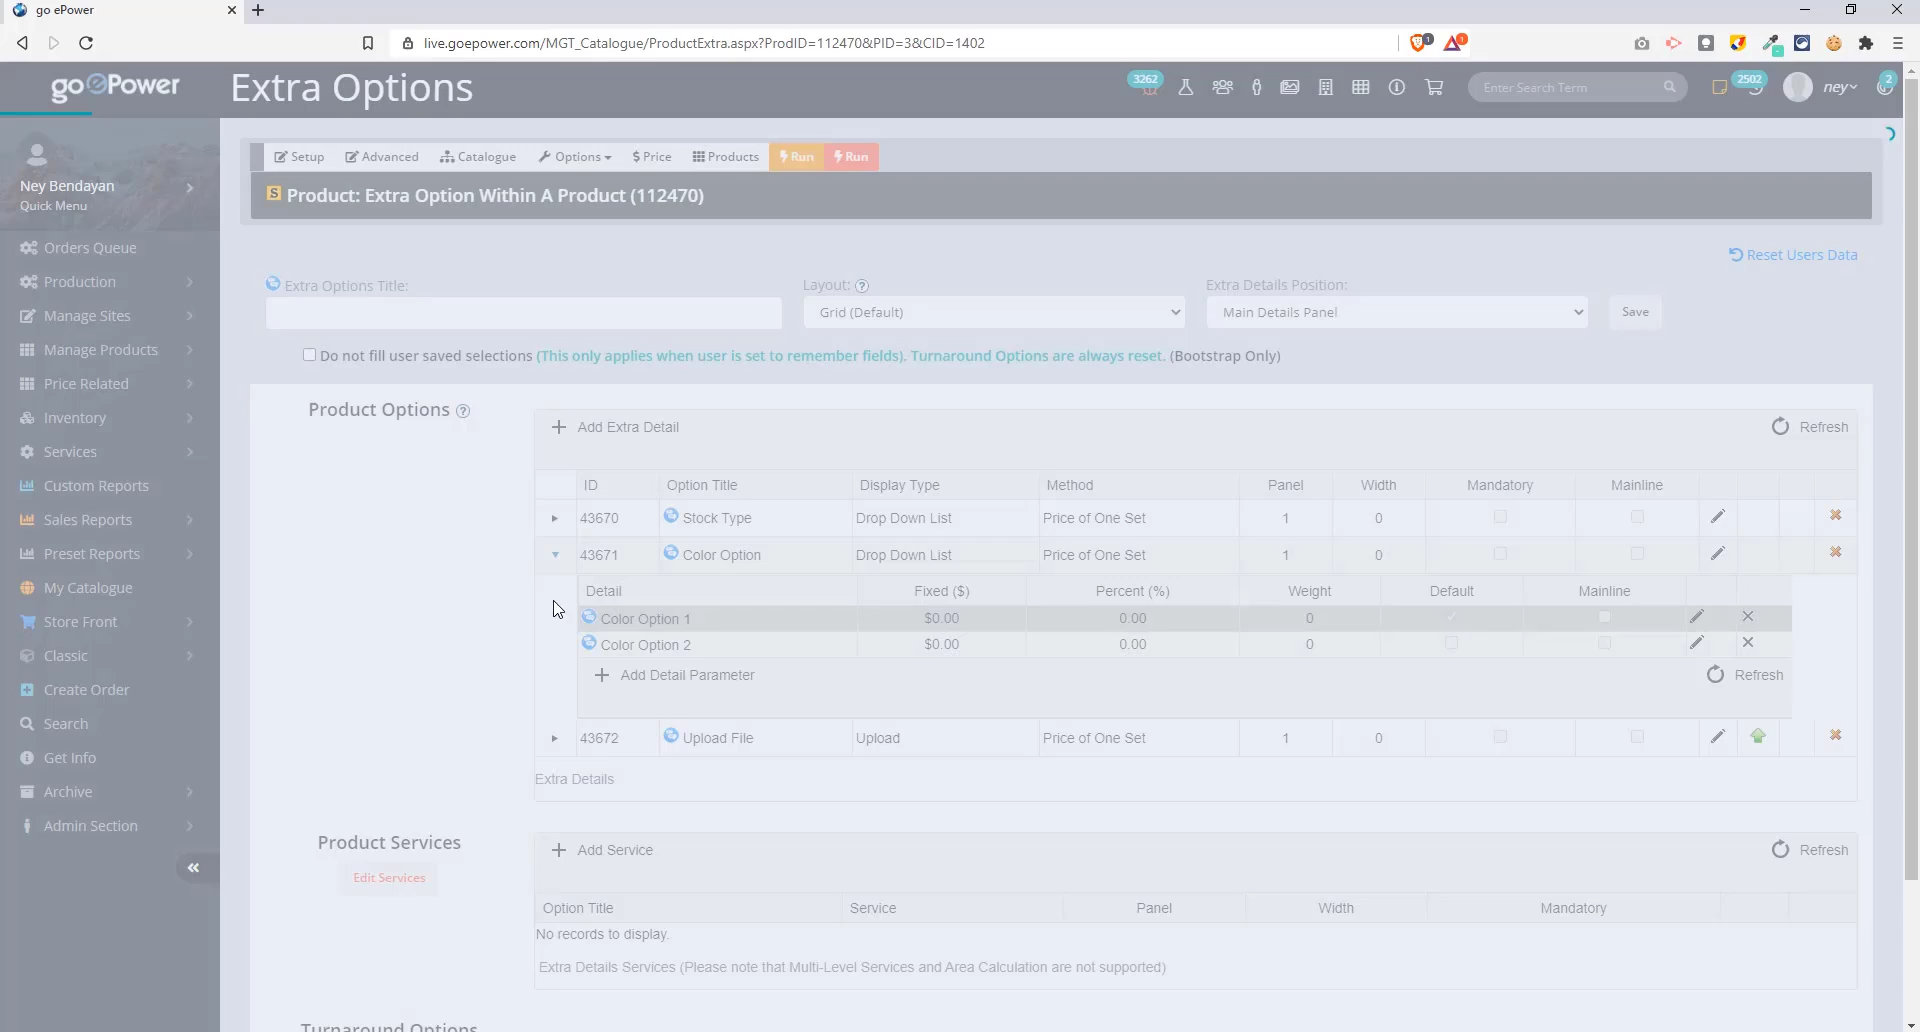 go ePower
live.goepower.com/MGT_Catalogue/ProductExtra.aspx?ProdID=112470&PID=3&CID=1402
1
1
go ePower
Extra Options
3262
Enter Search Term
2502
ney
2
Ney Bendayan
Quick Menu
Orders Queue
Production
Manage Sites
Manage Products
Price Related
Inventory
Services
Custom Reports
Sales Reports
Preset Reports
My Catalogue
Store Front
Classic
Create Order
Search
Get Info
Archive
Admin Section
Setup Advanced Catalogue Options $ Price Products Run Run
S Product: Extra Option Within A Product (112470)
Reset Users Data
Extra Options Title: Layout: ? Extra Details Position:
Grid (Default) Main Details Panel Save
Do not fill user saved selections (This only applies when user is set to remember fields). Turnaround Options are always reset. (Bootstrap Only)
Product Options ?
+ Add Extra Detail Refresh
ID Option Title Display Type Method Panel Width Mandatory Mainline
43670 Stock Type Drop Down List Price of One Set 1 0
43671 Color Option Drop Down List Price of One Set 1 0
Detail Fixed ($) Percent (%) Weight Default Mainline
Color Option 1 $0.00 0.00 0
Color Option 2 $0.00 0.00 0
+ Add Detail Parameter Refresh
43672 Upload File Upload Price of One Set 1 0
Extra Details
Product Services
Edit Services
+ Add Service Refresh
Option Title Service Panel Width Mandatory
No records to display.
Extra Details Services (Please note that Multi-Level Services and Area Calculation are not supported)
Turnaround Options